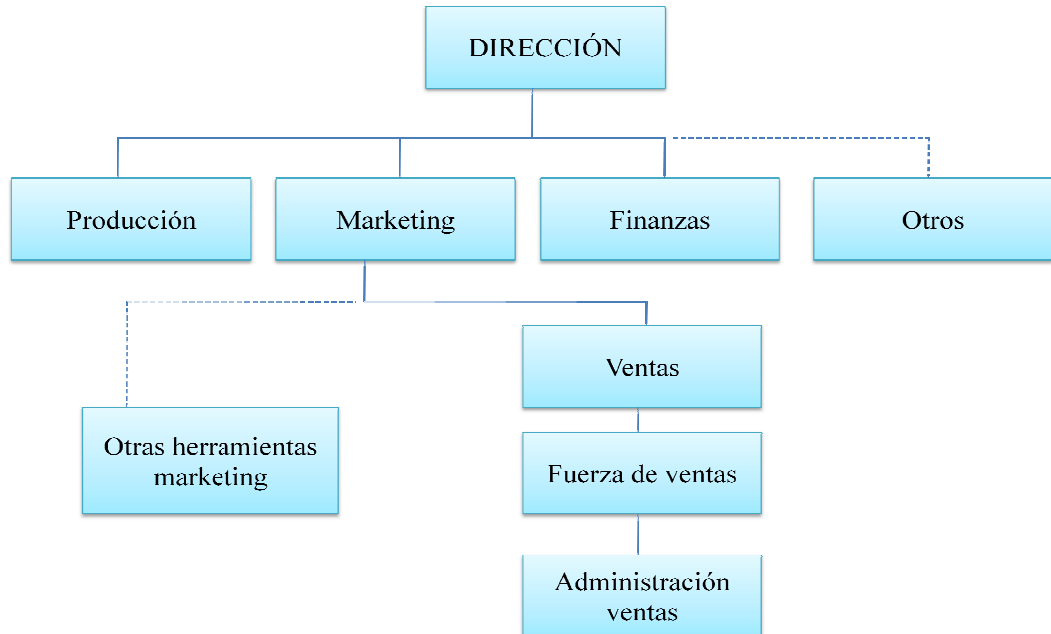 DIRECCIÓN
Producción
Marketing
Finanzas
Otros
Ventas
Otras herramientas
marketing
Fuerza de ventas
Administración
ventas